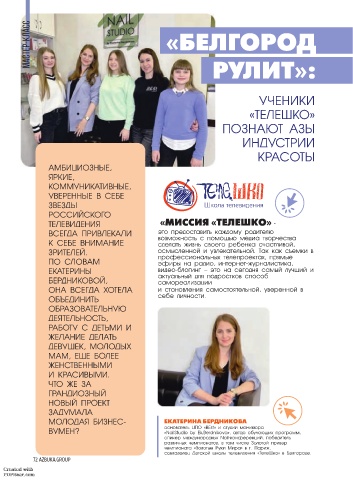 МАСТЕР-КЛАСС
NAIL
STUDIO
«БЕЛГОРОД
РУЛИТ»:
УЧЕНИКИ
«ТЕЛЕШКО»
ПОЗНАЮТ АЗЫ
ИНДУСТРИИ
КРАСОТЫ
АМБИЦИОЗНЫЕ,
ЯРКИЕ,
КОММУНИКАТИВНЫЕ,
УВЕРЕННЫЕ В СЕБЕ
ЗВЕЗДЫ
РОССИЙСКОГО
ТЕЛЕВИДЕНИЯ
ВСЕГДА ПРИВЛЕКАЛИ
К СЕБЕ ВНИМАНИЕ
ЗРИТЕЛЕЙ.
ПО СЛОВАМ
ЕКАТЕРИНЫ
БЕРДНИКОВОЙ,
ОНА ВСЕГДА ХОТЕЛА
ОБЪЕДИНИТЬ
ОБРАЗОВАТЕЛЬНУЮ
ДЕЯТЕЛЬНОСТЬ,
РАБОТУ С ДЕТЬМИ И
ЖЕЛАНИЕ ДЕЛАТЬ
ДЕВУШЕК, МОЛОДЫХ
МАМ, ЕЩЕ БОЛЕЕ
ЖЕНСТВЕННЫМИ
И КРАСИВЫМИ.
ЧТО ЖЕ ЗА
ГРАНДИОЗНЫЙ
НОВЫЙ ПРОЕКТ
ЗАДУМАЛА
МОЛОДАЯ БИЗНЕС-
ВУМЕН?
ТЕЛЕШКО
Школа телевидения
«МИССИЯ «ТЕЛЕШКО» -
это предоставить каждому родителю
возможность с помощью медиа творчества
сделать жизнь своего ребенка счастливой,
осмысленной и увлекательной. Так как съемки в
профессиональных телепроектах, прямые
эфиры на радио, интернет-журналистика,
видео-блогинг - это на сегодня самый лучший и
актуальный для подростков способ
самореализации
и становления самостоятельной, уверенной в
себе личности.
ЕКАТЕРИНА БЕРДНИКОВА
72 AZBUKA.GROUP
Created with